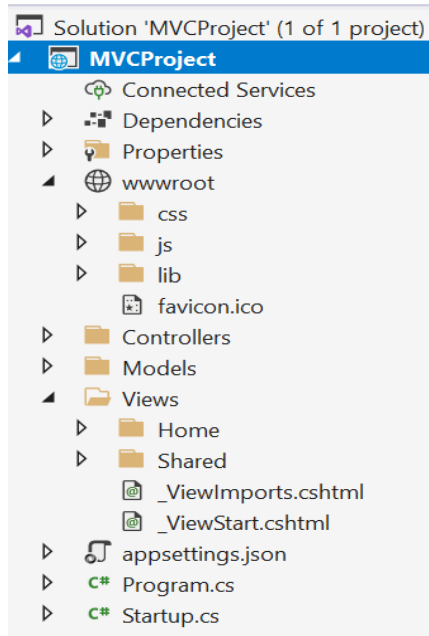 Solution 'MVCProject' (1 of 1 project)
MVCProject
Connected Services
Dependencies
Properties
wwwroot
css
js
lib
favicon.ico
Controllers
Models
Views
Home
Shared
_ViewImports.cshtml
_ViewStart.cshtml
appsettings.json
C# Program.cs
C# Startup.cs